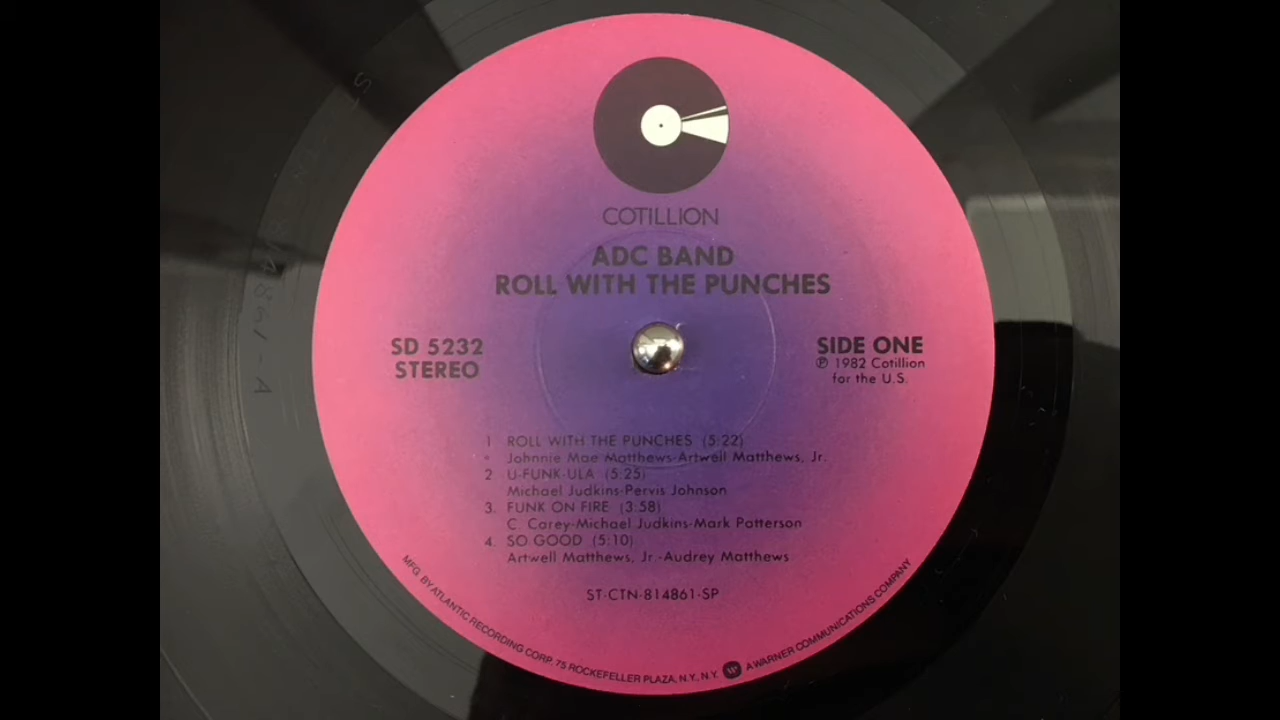 COTILLION
ADC BAND
ROLL WITH THE PUNCHES
SD 5232
STEREO
SIDE ONE
℗ 1982 Cotillion
for the U.S.
1 ROLL WITH THE PUNCHES (5:22)
Johnnie Mae Matthews-Artwell Matthews, Jr.
2 U-FUNK-ULA (5:25)
Michael Judkins-Pervis Johnson
3. FUNK ON FIRE (3:58)
C. Carey-Michael Judkins-Mark Patterson
4. SO GOOD (5:10)
Artwell Matthews, Jr.-Audrey Matthews
ST-CTN-814861-SP
MFG. BY ATLANTIC RECORDING CORP. 75 ROCKEFELLER PLAZA, N.Y., N.Y. A WARNER COMMUNICATIONS COMPANY